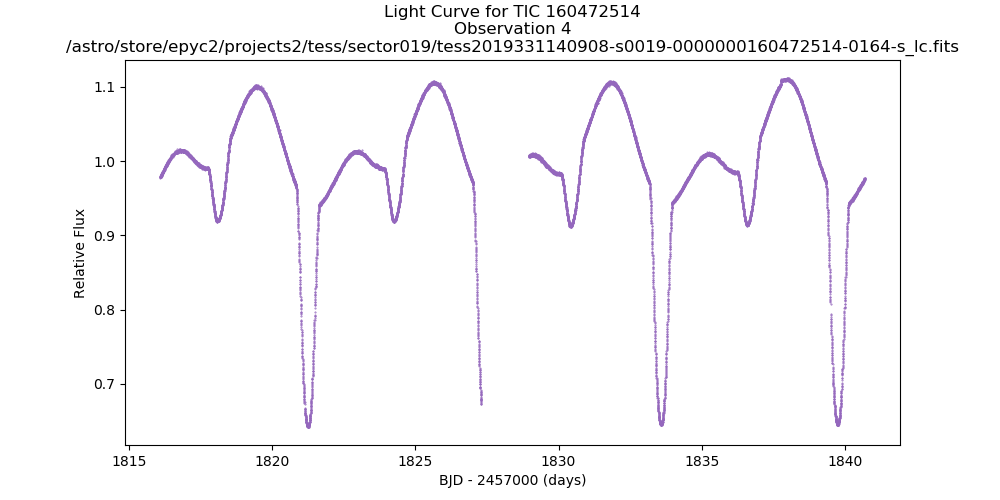 Light Curve for TIC 160472514
Observation 4
/astro/store/epyc2/projects2/tess/sector019/tess2019331140908-s0019-0000000160472514-0164-s_lc.fits
1.1
1.0
0.9
0.8
0.7
Relative Flux
1815
1820
1825
1830
1835
1840
BJD - 2457000 (days)